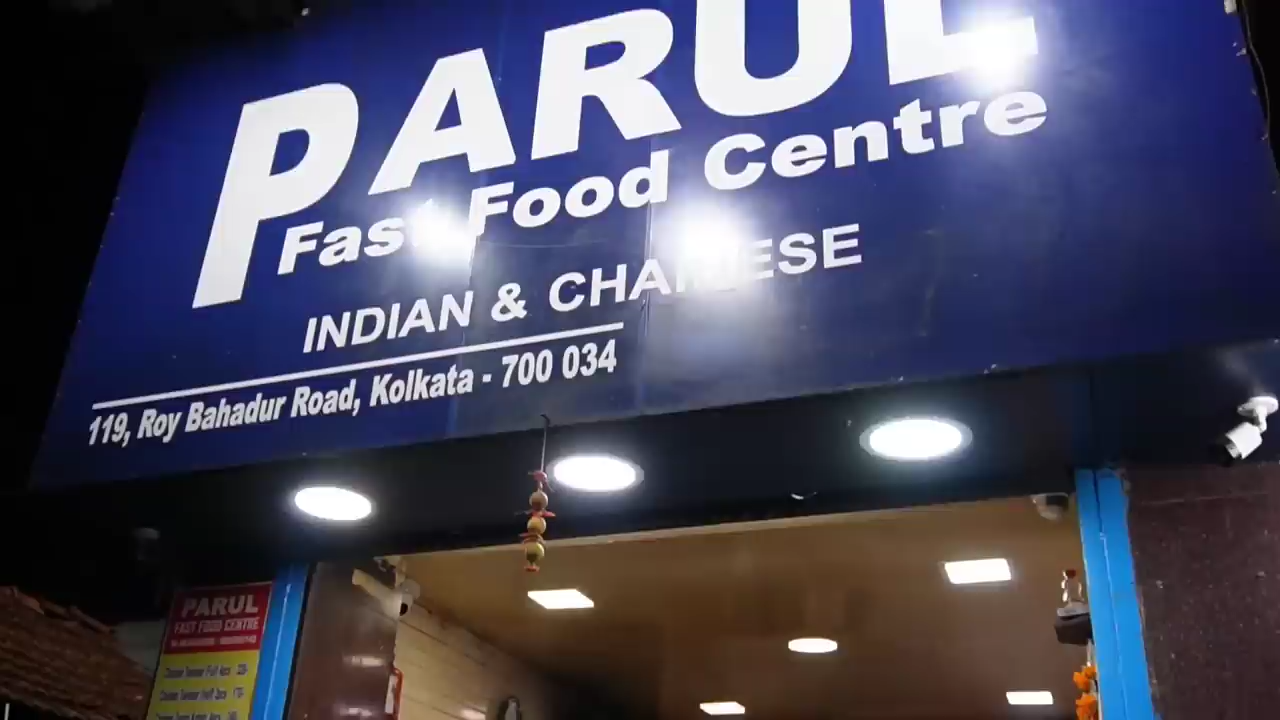 PARUL
Fast Food Centre
INDIAN & CHAINESE
119, Roy Bahadur Road, Kolkata - 700 034
PARUL
FAST FOOD CENTRE